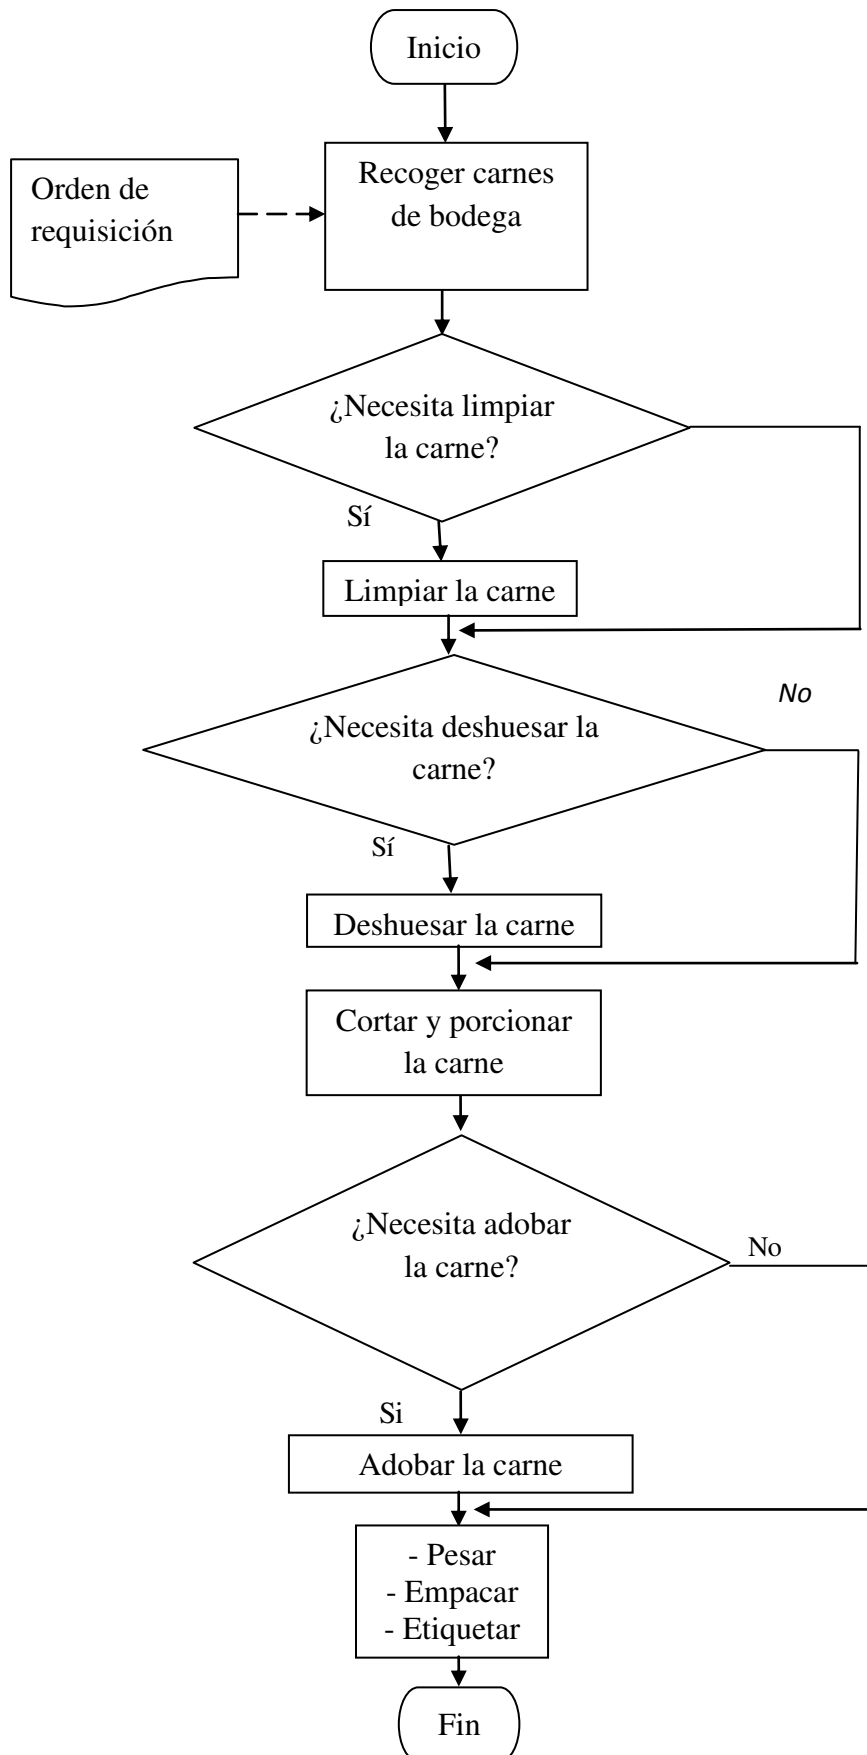 Inicio
Recoger carnes
de bodega
Orden de
requisición
¿Necesita limpiar
la carne?
Sí
Limpiar la carne
No
¿Necesita deshuesar la
carne?
Sí
Deshuesar la carne
Cortar y porcionar
la carne
¿Necesita adobar
la carne?
No
Si
Adobar la carne
- Pesar
- Empacar
- Etiquetar
Fin